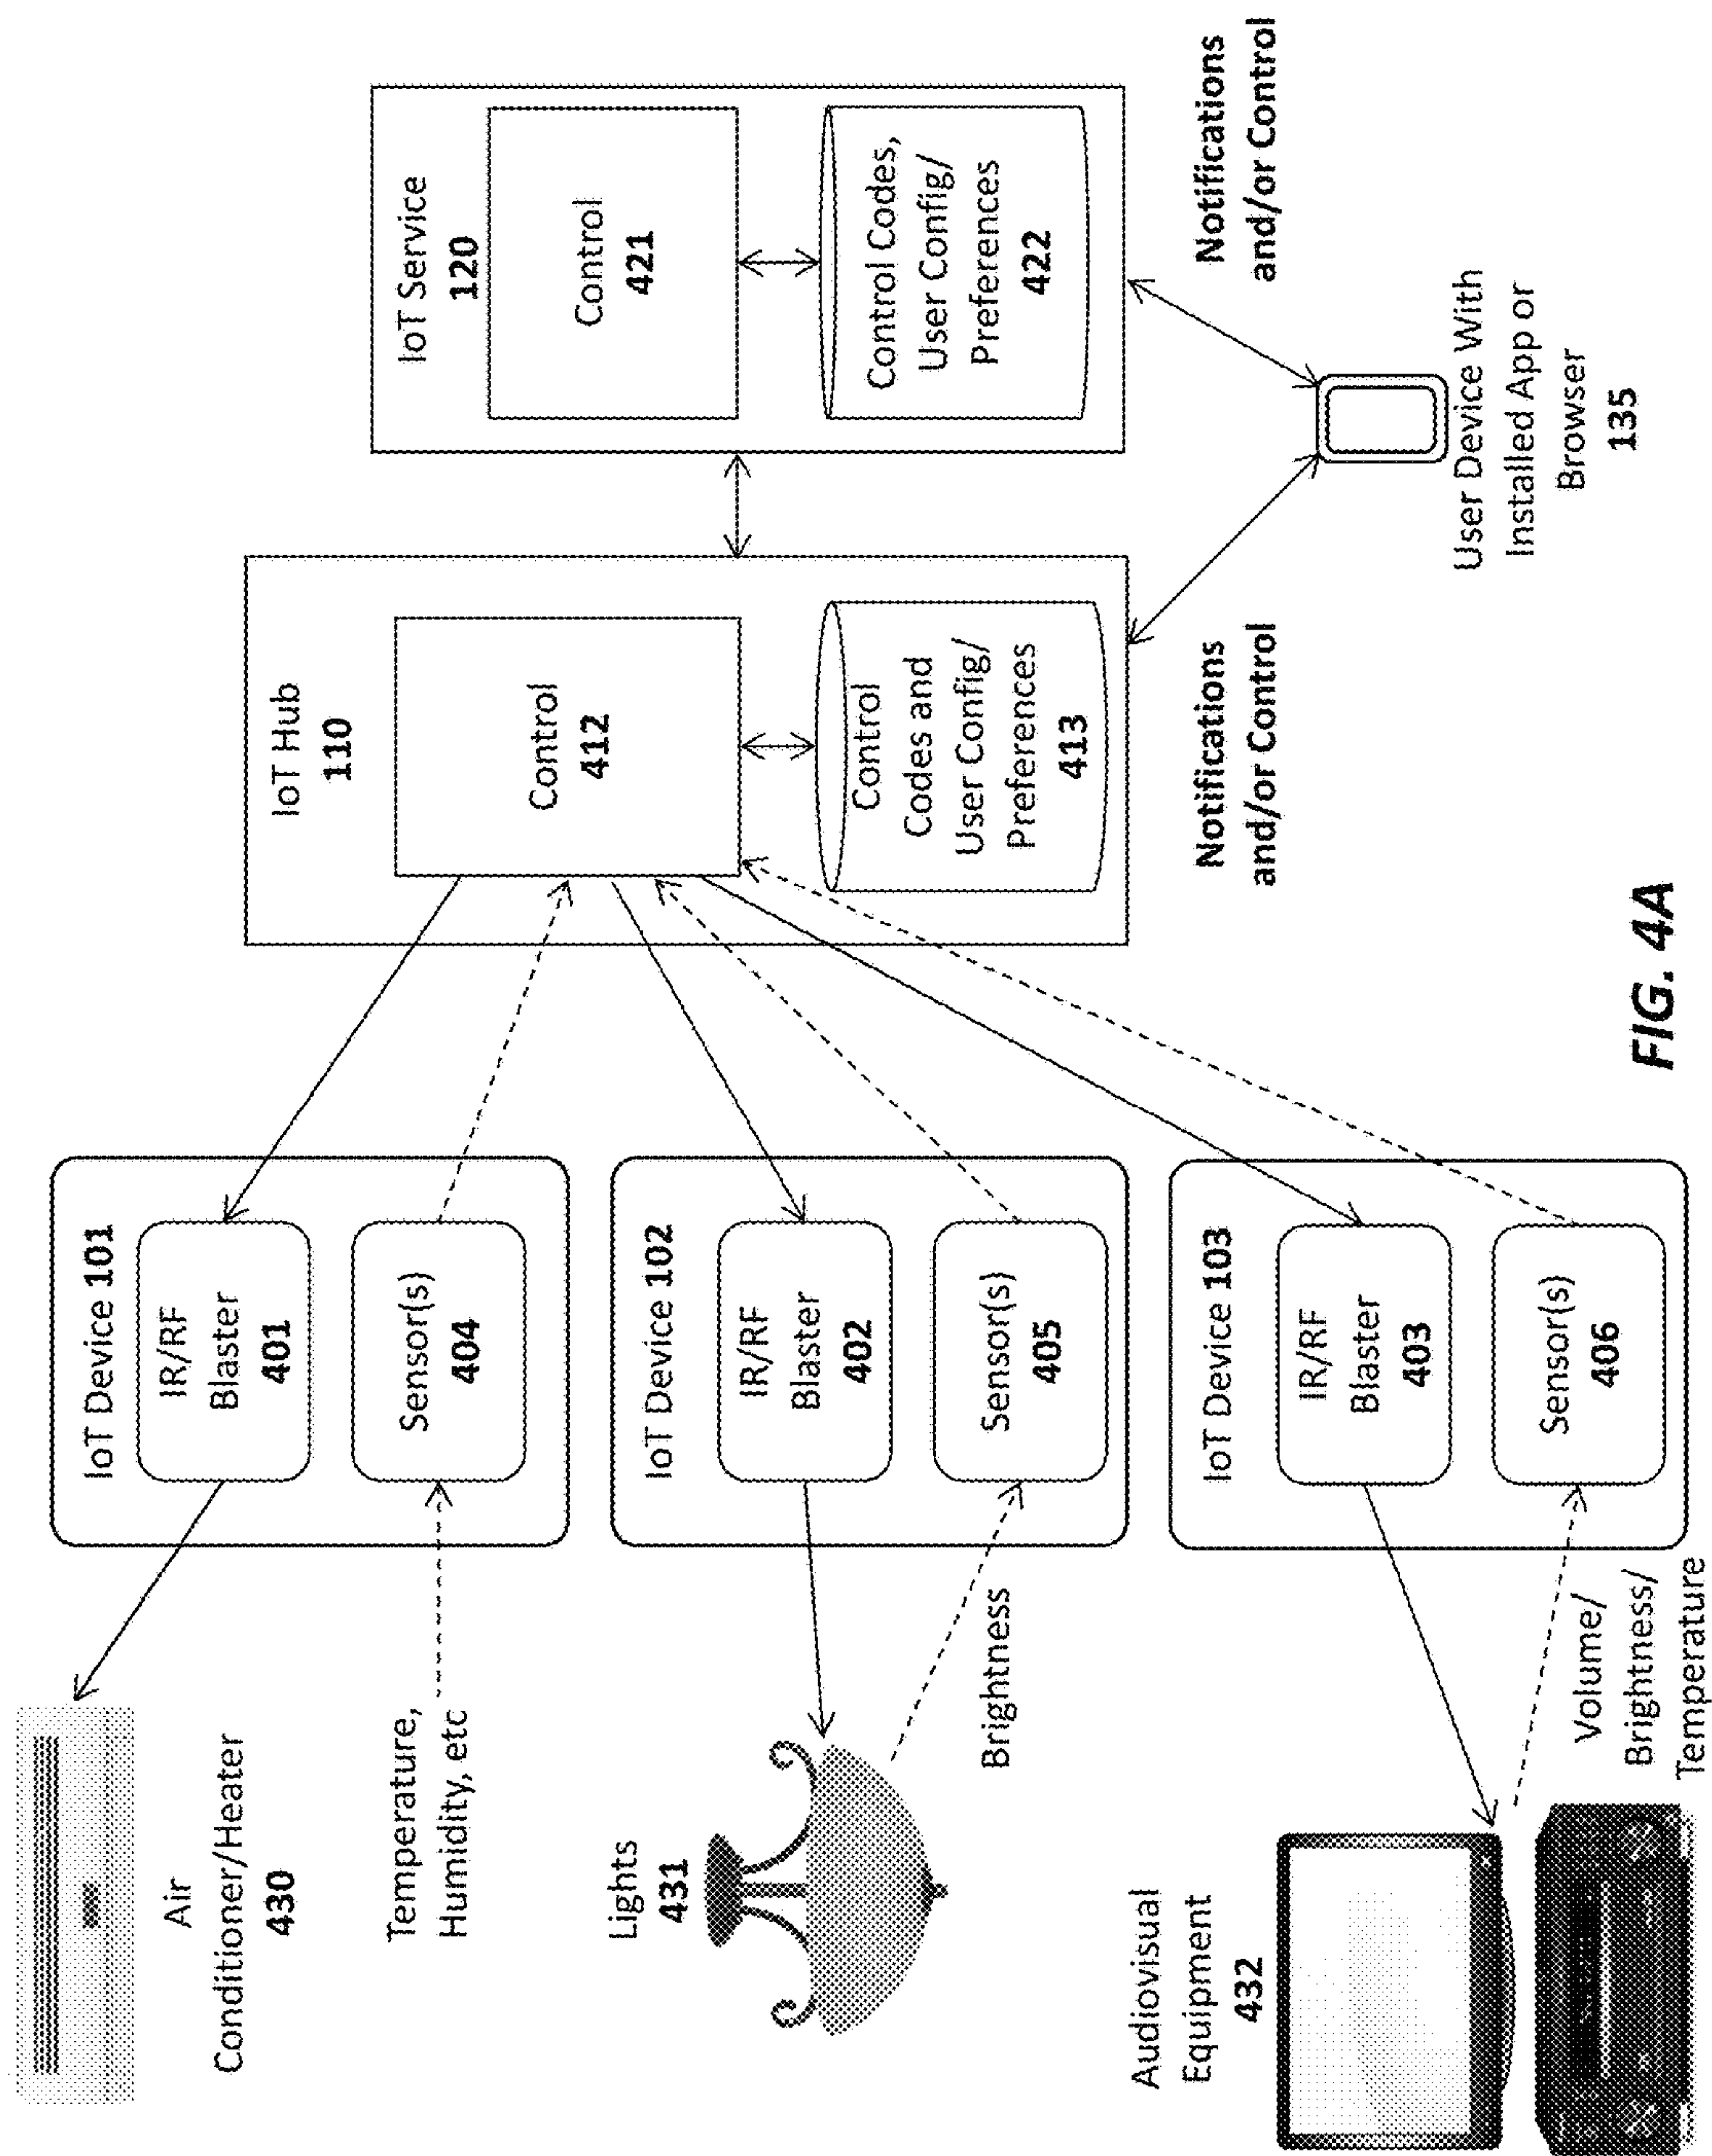 Air
Conditioner/Heater
430
Temperature,
Humidity, etc
Lights
431
Brightness
Audiovisual
Equipment
432
Volume/
Brightness/
Temperature
IoT Device 101
IR/RF
Blaster
401
Sensor(s)
404
IoT Device 102
IR/RF
Blaster
402
Sensor(s)
405
IoT Device 103
IR/RF
Blaster
403
Sensor(s)
406
IoT Hub
110
Control
412
Control
Codes and
User Config/
Preferences
413
Notifications
and/or Control
IoT Service
120
Control
421
Control Codes,
User Config/
Preferences
422
Notifications
and/or Control
User Device With
Installed App or
Browser
135
FIG. 4A